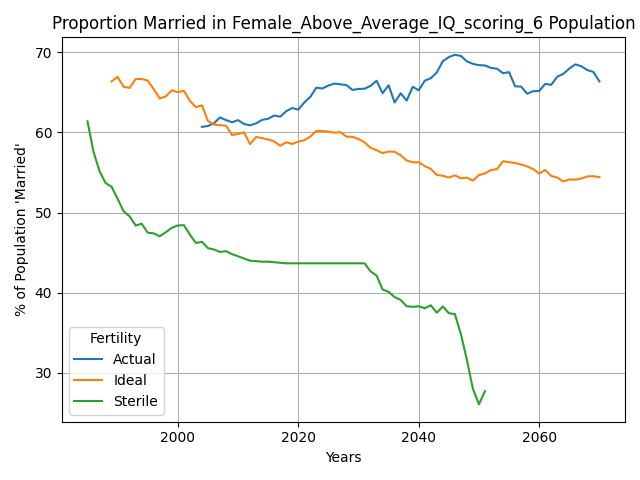 Proportion Married in Female_Above_Average_IQ_scoring_6 Population
% of Population 'Married'
70
60
50
40
30
Fertility
Actual
Ideal
Sterile
2000
2020
2040
2060
Years